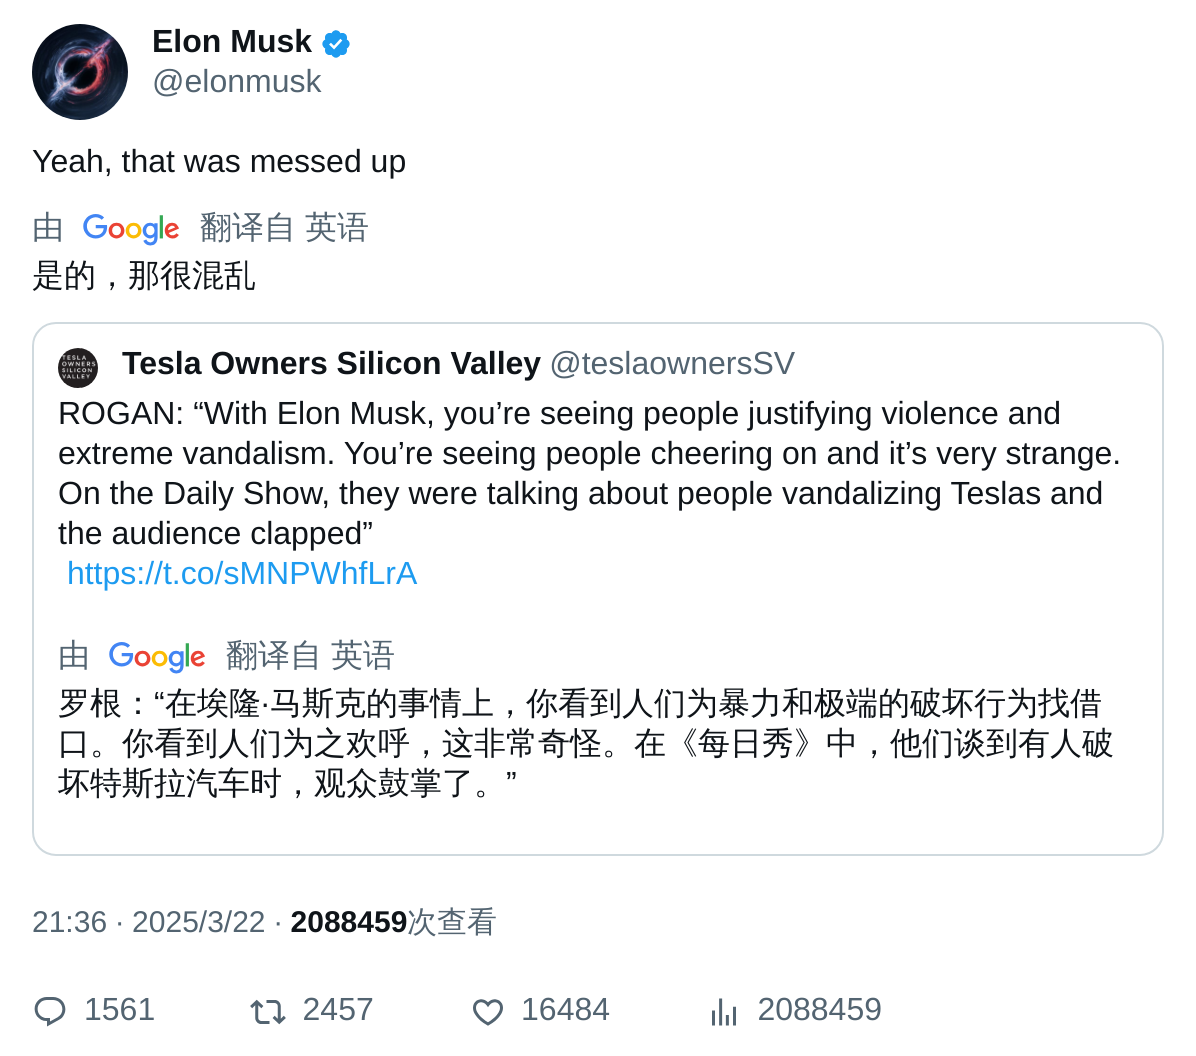 Elon Musk
@elonmusk
Yeah, that was messed up
由 Google 翻译自 英语
是的，那很混乱
TESLA
OWNERS
SILICON
VALLEY
Tesla Owners Silicon Valley @teslaownersSV
ROGAN: “With Elon Musk, you’re seeing people justifying violence and
extreme vandalism. You’re seeing people cheering on and it’s very strange.
On the Daily Show, they were talking about people vandalizing Teslas and
the audience clapped”
https://t.co/sMNPWhfLrA
由 Google 翻译自 英语
罗根：“在埃隆·马斯克的事情上，你看到人们为暴力和极端的破坏行为找借
口。你看到人们为之欢呼，这非常奇怪。在《每日秀》中，他们谈到有人破
坏特斯拉汽车时，观众鼓掌了。”
21:36 · 2025/3/22 · 2088459次查看
1561 2457 16484 2088459